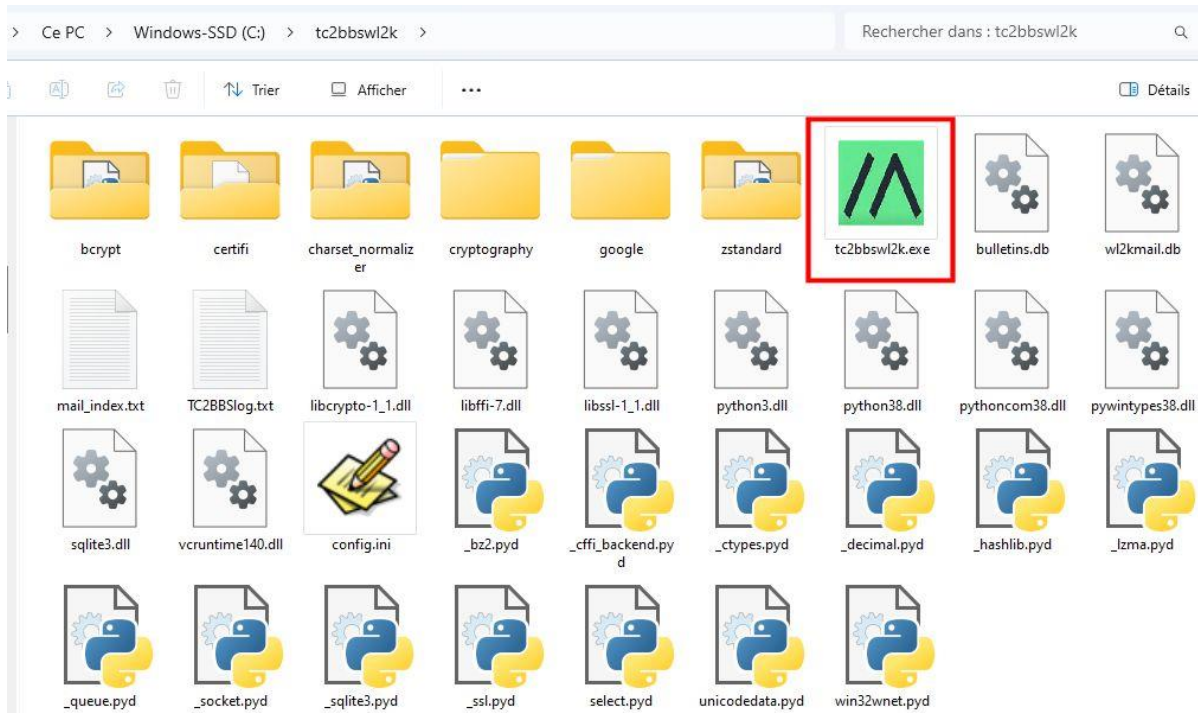 > Ce PC > Windows-SSD (C:) > tc2bbswl2k >
Rechercher dans : tc2bbswl2k
Trier Afficher ... Détails
bcrypt certifi charset_normaliz cryptography google zstandard tc2bbswl2k.exe bulletins.db wl2kmail.db
er
mail_index.txt TC2BBSlog.txt libcrypto-1_1.dll libffi-7.dll libssl-1_1.dll python3.dll python38.dll pythoncom38.dll pywintypes38.dll
sqlite3.dll vcruntime140.dll config.ini _bz2.pyd _cffi_backend.py _ctypes.pyd _decimal.pyd _hashlib.pyd _lzma.pyd
d
_queue.pyd _socket.pyd _sqlite3.pyd _ssl.pyd select.pyd unicodedata.pyd win32wnet.pyd